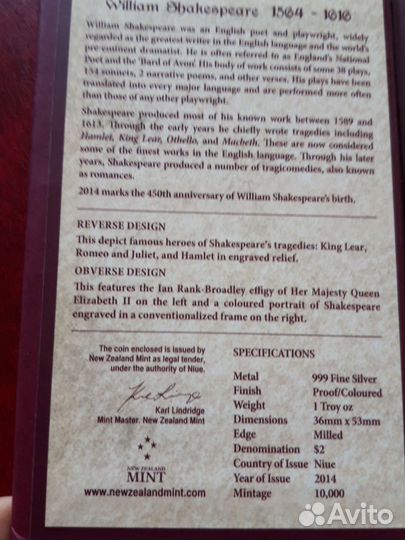 William Shakespeare 1564 - 1616
William Shakespeare was an English poet and playwright, widely
regarded as the greatest writer in the English language and the world's
pre-eminent dramatist. He is often referred to as England's National
Poet and the 'Bard of Avon'. His body of work consists of some 38 plays,
154 sonnets, 2 narrative poems, and other verses. His plays have been
translated into every major language and are performed more often
than those of any other playwright.
Shakespeare produced most of his known work between 1589 and
1613. Through the early years he chiefly wrote tragedies including
Hamlet, King Lear, Othello, and Macbeth. These are now considered
some of the finest works in the English language. Through his later
years, Shakespeare produced a number of tragicomedies, also known
as romances.
2014 marks the 450th anniversary of William Shakespeare's birth.
REVERSE DESIGN
This depict famous heroes of Shakespeare's tragedies: King Lear,
Romeo and Juliet, and Hamlet in engraved relief.
OBVERSE DESIGN
This features the Ian Rank-Broadley effigy of Her Majesty Queen
Elizabeth II on the left and a coloured portrait of Shakespeare
engraved in a conventionalized frame on the right.
The coin enclosed is issued by
New Zealand Mint as legal tender,
under the authority of Niue.
Karl Lindridge
Mint Master, New Zealand Mint
NEW ZEALAND
MINT
www.newzealandmint.com
SPECIFICATIONS
Metal 999 Fine Silver
Finish Proof/Coloured
Weight 1 Troy oz
Dimensions 36mm x 53mm
Edge Milled
Denomination $2
Country of Issue Niue
Year of Issue 2014
Mintage 10,000
Avito